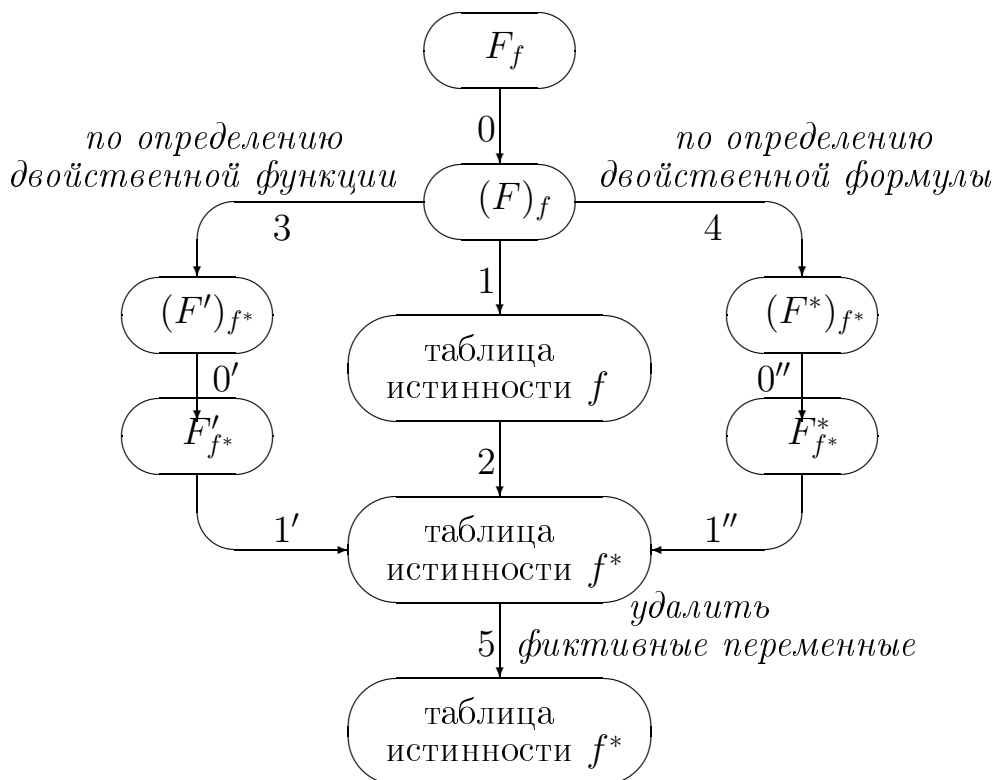 F_f
0
по определению
двойственной функции
по определению
двойственной формулы
(F)_f
3
4
1
(F′)_{f*}
(F*)_{f*}
таблица
истинности f
0′
0″
F′_{f*}
F*_{f*}
2
1′
1″
таблица
истинности f*
удалить
фиктивные переменные
5
таблица
истинности f*